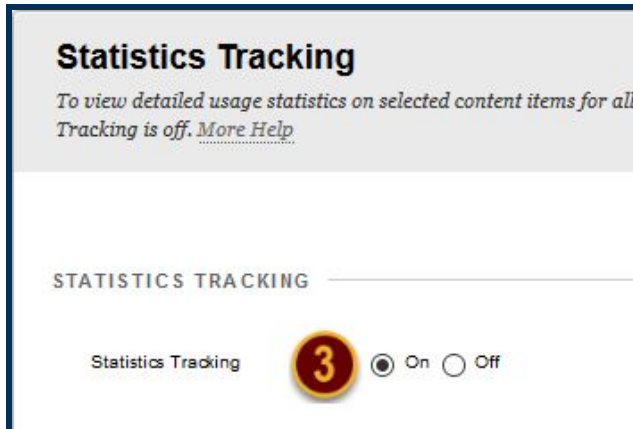 Statistics Tracking
To view detailed usage statistics on selected content items for all
Tracking is off. More Help
STATISTICS TRACKING
Statistics Tracking 3 On Off